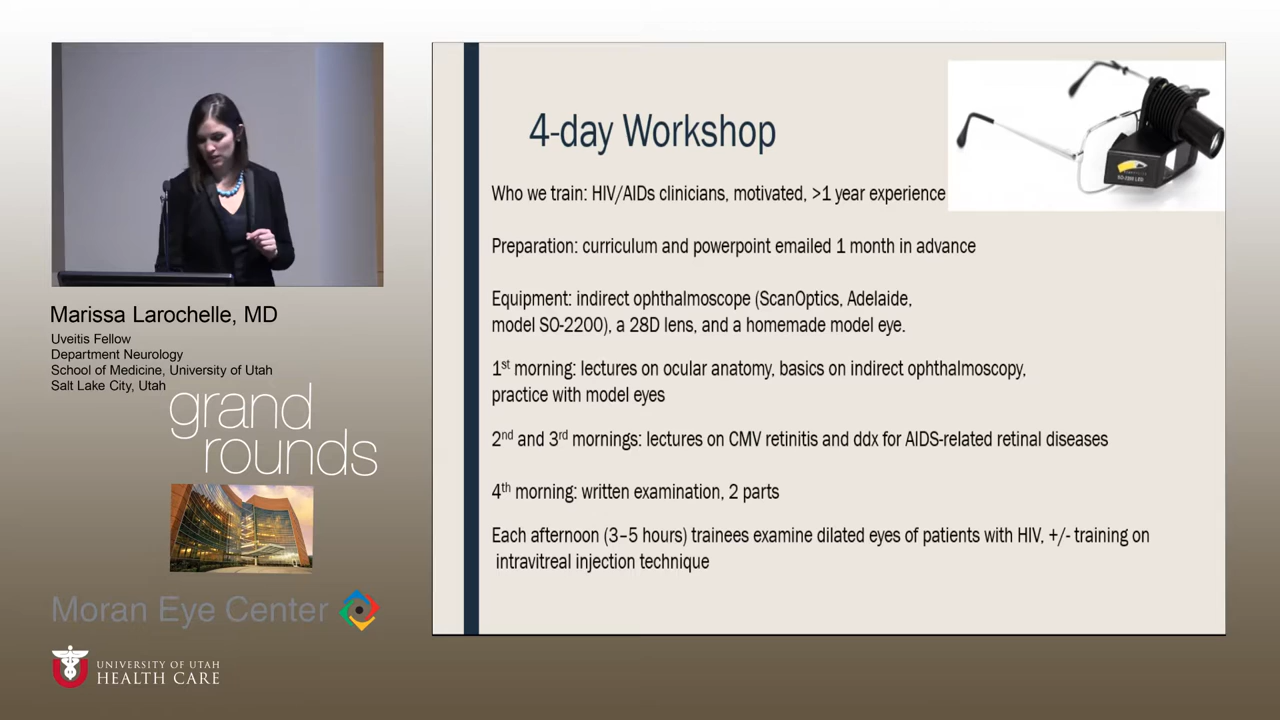 Marissa Larochelle, MD
Uveitis Fellow
Department Neurology
School of Medicine, University of Utah
Salt Lake City, Utah
grand
rounds
Moran Eye Center
UNIVERSITY OF UTAH
HEALTH CARE
4-day Workshop
Who we train: HIV/AIDs clinicians, motivated, >1 year experience
Preparation: curriculum and powerpoint emailed 1 month in advance
Equipment: indirect ophthalmoscope (ScanOptics, Adelaide,
model SO-2200), a 28D lens, and a homemade model eye.
1st morning: lectures on ocular anatomy, basics on indirect ophthalmoscopy,
practice with model eyes
2nd and 3rd mornings: lectures on CMV retinitis and ddx for AIDS-related retinal diseases
4th morning: written examination, 2 parts
Each afternoon (3–5 hours) trainees examine dilated eyes of patients with HIV, +/- training on
intravitreal injection technique